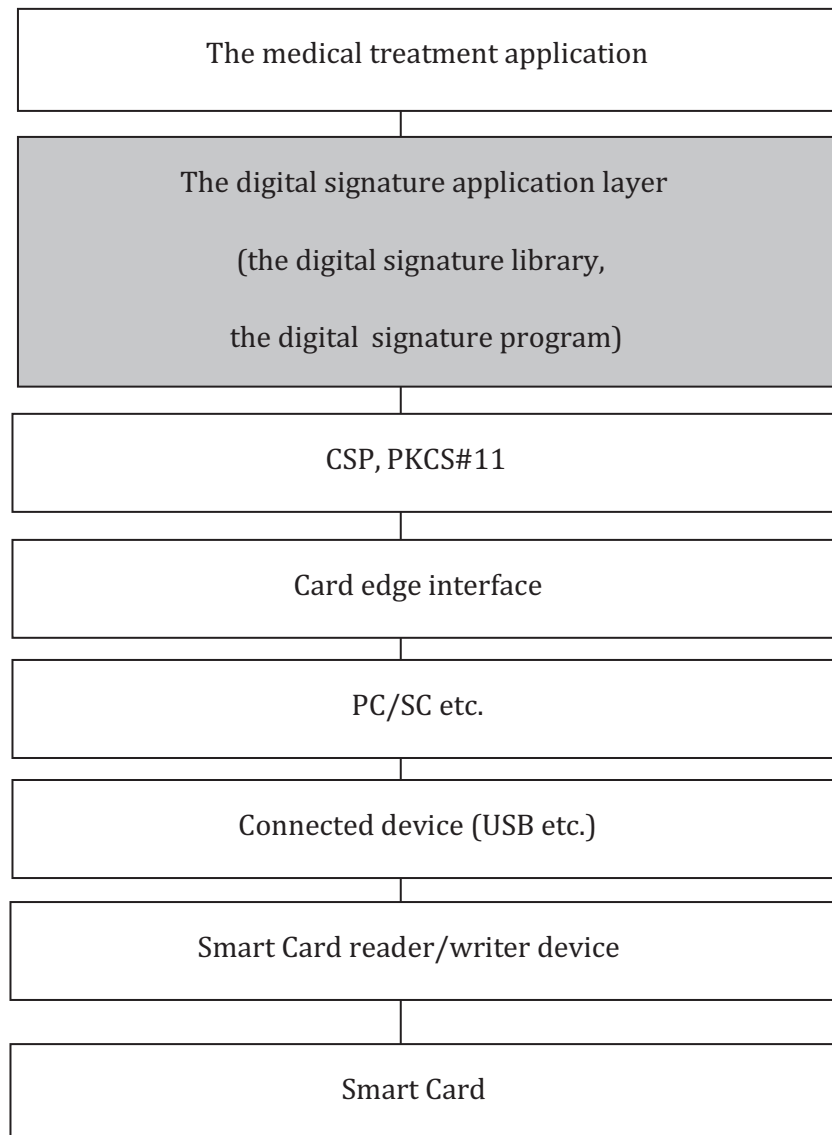 The medical treatment application
The digital signature application layer
(the digital signature library,
the digital signature program)
CSP, PKCS#11
Card edge interface
PC/SC etc.
Connected device (USB etc.)
Smart Card reader/writer device
Smart Card